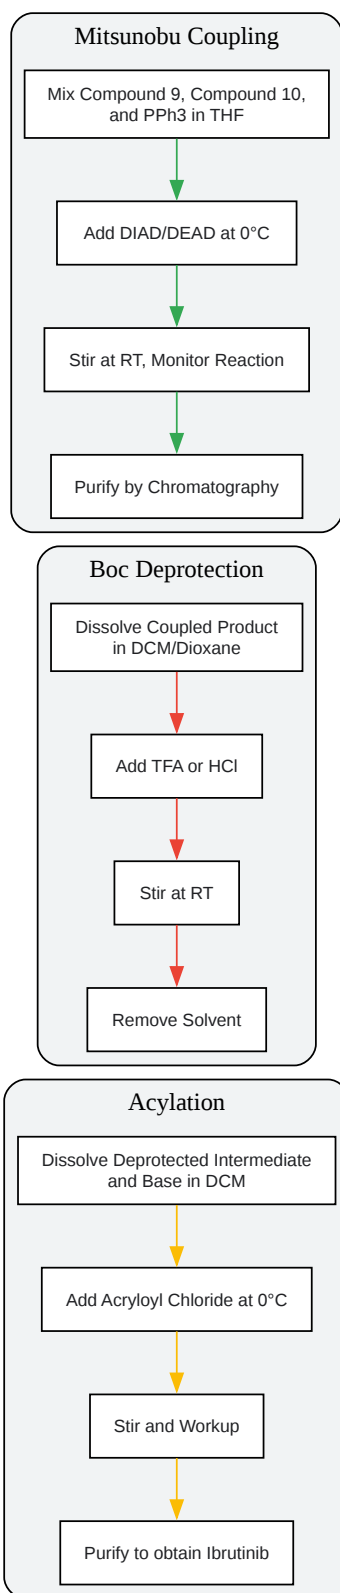 Mitsunobu Coupling
Mix Compound 9, Compound 10,
and PPh3 in THF
Add DIAD/DEAD at 0°C
Stir at RT, Monitor Reaction
Purify by Chromatography
Boc Deprotection
Dissolve Coupled Product
in DCM/Dioxane
Add TFA or HCl
Stir at RT
Remove Solvent
Acylation
Dissolve Deprotected Intermediate
and Base in DCM
Add Acryloyl Chloride at 0°C
Stir and Workup
Purify to obtain Ibrutinib